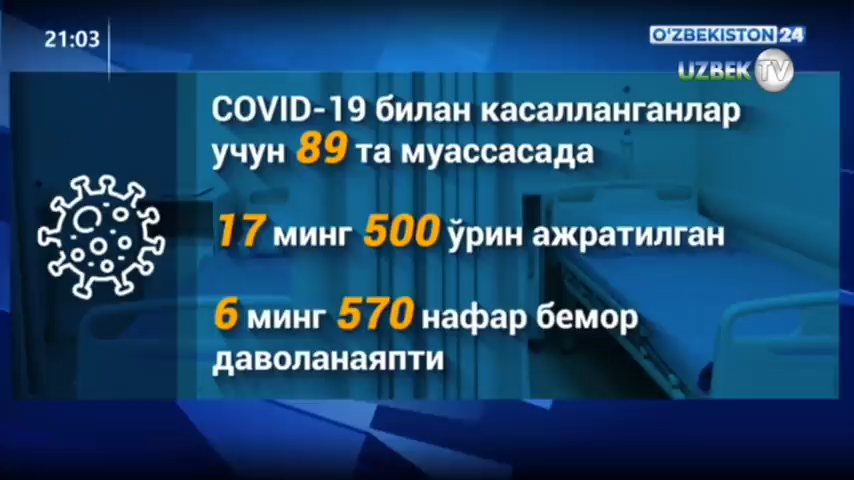 21:03
O'ZBEKISTON 24
UZBEK TV
COVID-19 билан касалланганлар
учун 89 та муассасада
17 минг 500 ўрин ажратилган
6 минг 570 нафар бемор
даволанаяпти